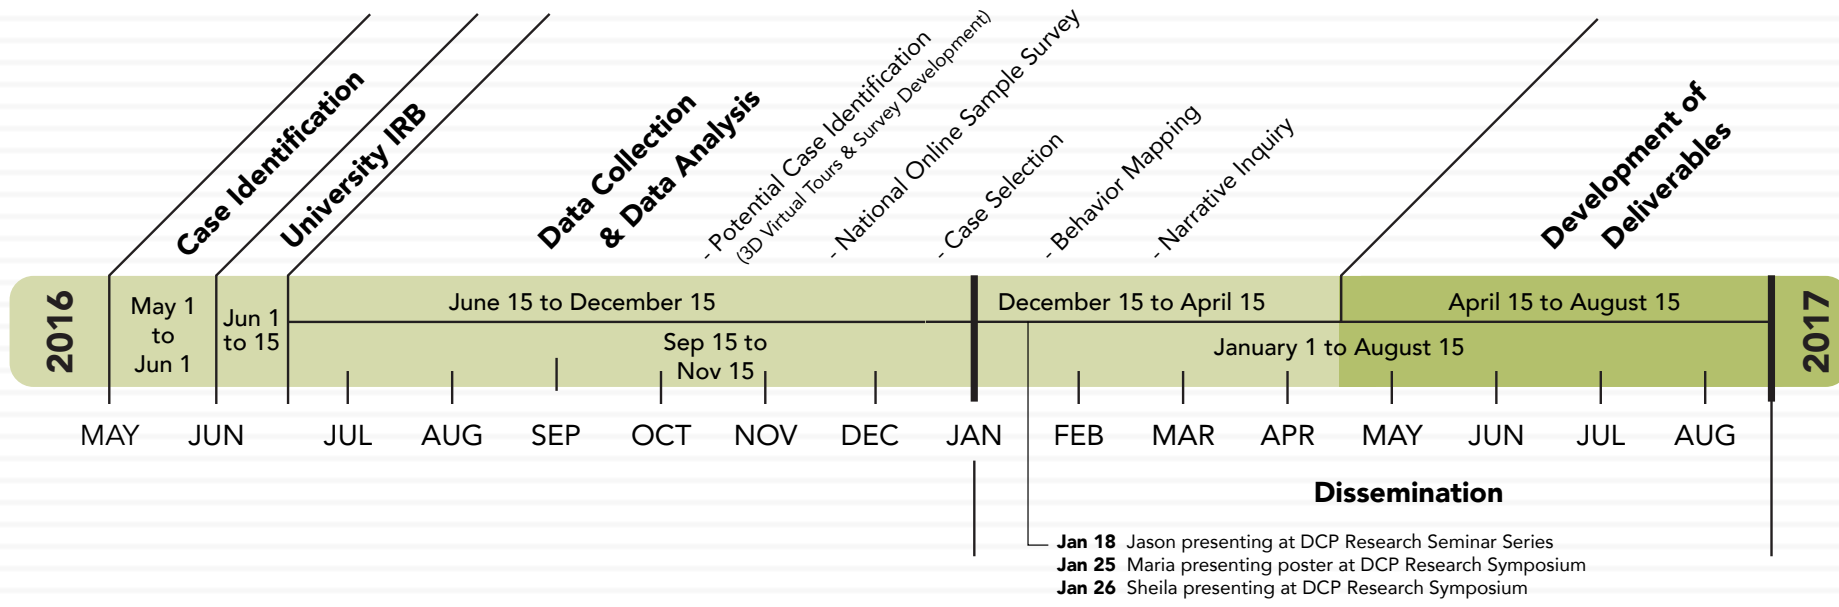 Case Identification
University IRB
Data Collection
& Data Analysis
- Potential Case Identification
(3D Virtual Tours & Survey Development)
- National Online Sample Survey
- Case Selection
- Behavior Mapping
- Narrative Inquiry
Development of
Deliverables
2016
May 1
to
Jun 1
Jun 1
to 15
June 15 to December 15
Sep 15 to
Nov 15
December 15 to April 15
April 15 to August 15
January 1 to August 15
2017
MAY JUN JUL AUG SEP OCT NOV DEC JAN FEB MAR APR MAY JUN JUL AUG
Dissemination
Jan 18 Jason presenting at DCP Research Seminar Series
Jan 25 Maria presenting poster at DCP Research Symposium
Jan 26 Sheila presenting at DCP Research Symposium